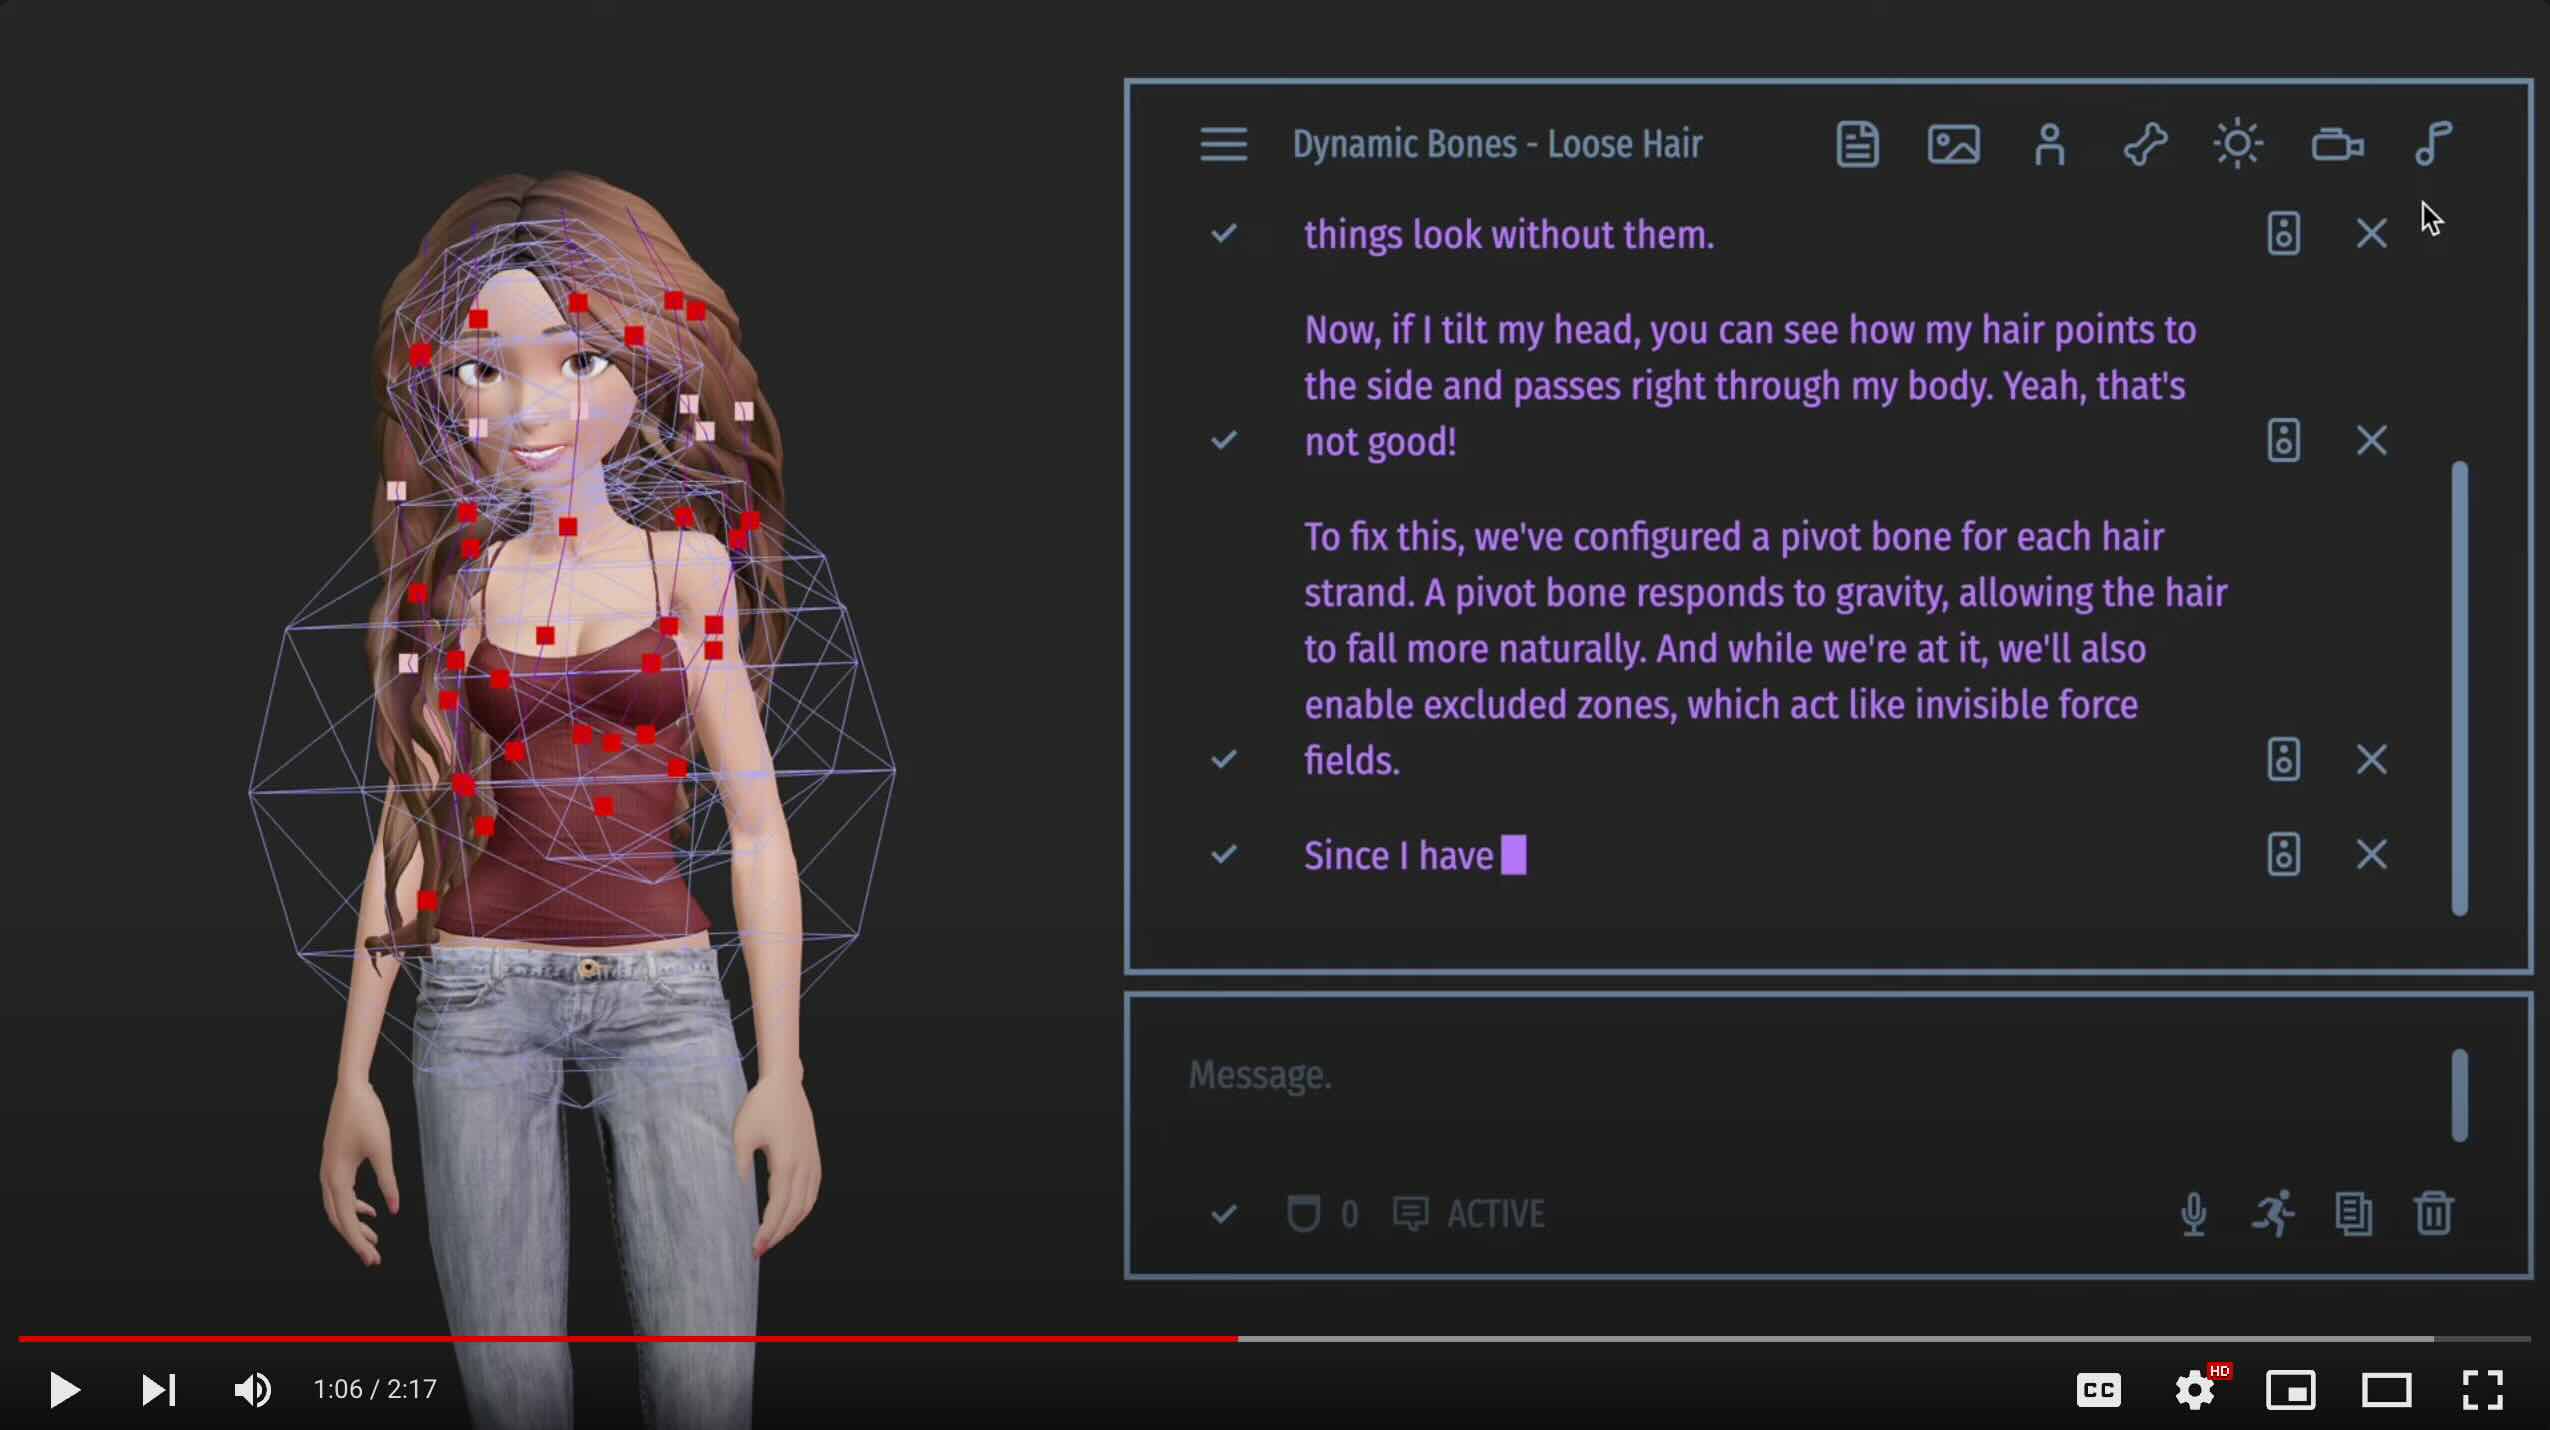 Dynamic Bones - Loose Hair
things look without them.
Now, if I tilt my head, you can see how my hair points to
the side and passes right through my body. Yeah, that's
not good!
To fix this, we've configured a pivot bone for each hair
strand. A pivot bone responds to gravity, allowing the hair
to fall more naturally. And while we're at it, we'll also
enable excluded zones, which act like invisible force
fields.
Since I have
Message.
0 ACTIVE
1:06 / 2:17
CC
HD